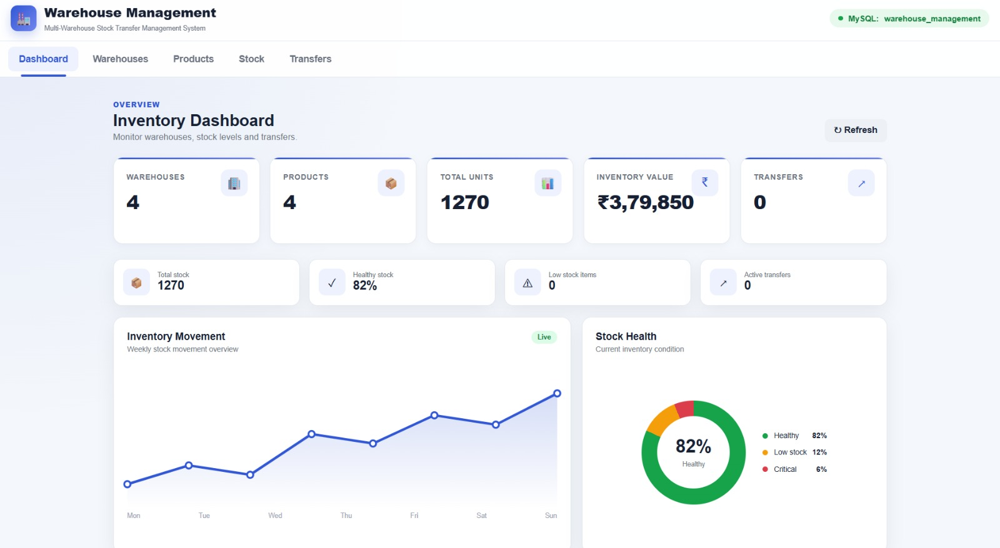 Warehouse Management
Multi-Warehouse Stock Transfer Management System
MySQL: warehouse_management
Dashboard Warehouses Products Stock Transfers
OVERVIEW
Inventory Dashboard
Monitor warehouses, stock levels and transfers.
↻ Refresh
WAREHOUSES
4
PRODUCTS
4
TOTAL UNITS
1270
INVENTORY VALUE
₹
₹3,79,850
TRANSFERS
↗
0
Total stock
1270
✓
Healthy stock
82%
⚠
Low stock items
0
↗
Active transfers
0
Inventory Movement
Live
Weekly stock movement overview
Mon Tue Wed Thu Fri Sat Sun
Stock Health
Current inventory condition
82%
Healthy
Healthy 82%
Low stock 12%
Critical 6%